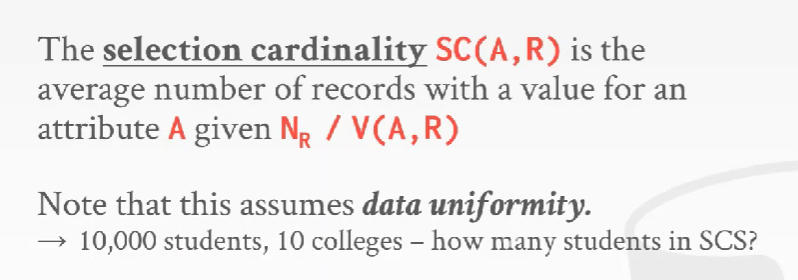 The selection cardinality SC(A,R) is the
average number of records with a value for an
attribute A given NR / V(A,R)
Note that this assumes data uniformity.
→ 10,000 students, 10 colleges – how many students in SCS?